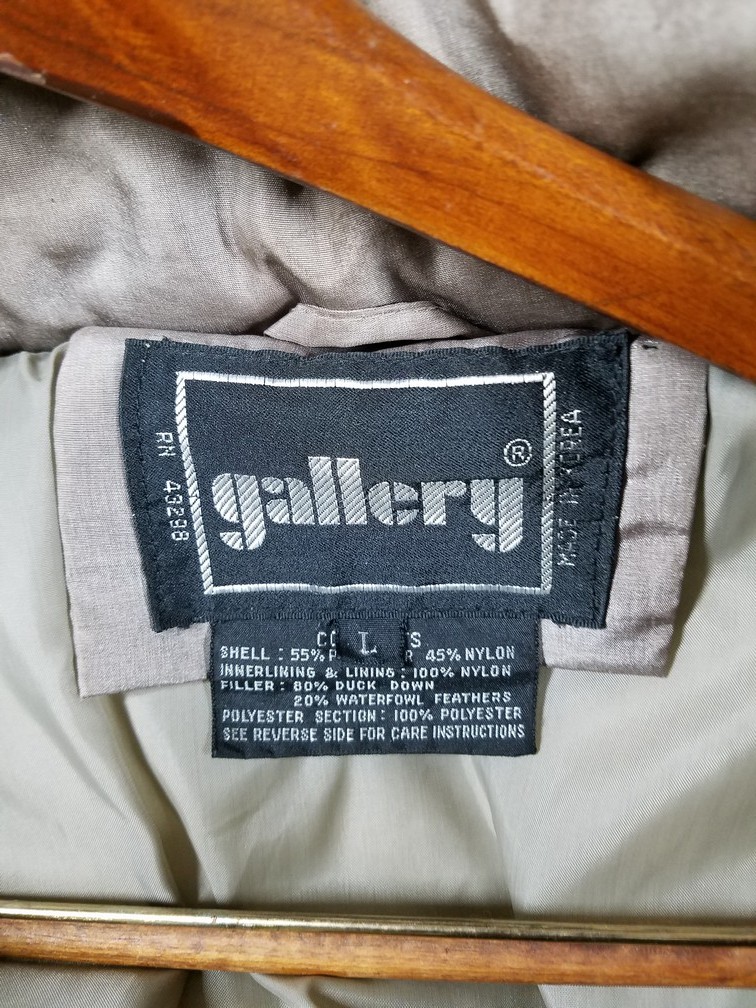 gallery®
RN 43298
MADE IN KOREA
L
SHELL : 55% 45% NYLON
INNERLINING & LINING : 100% NYLON
FILLER : 80% DUCK DOWN
20% WATERFOWL FEATHERS
POLYESTER SECTION : 100% POLYESTER
SEE REVERSE SIDE FOR CARE INSTRUCTIONS